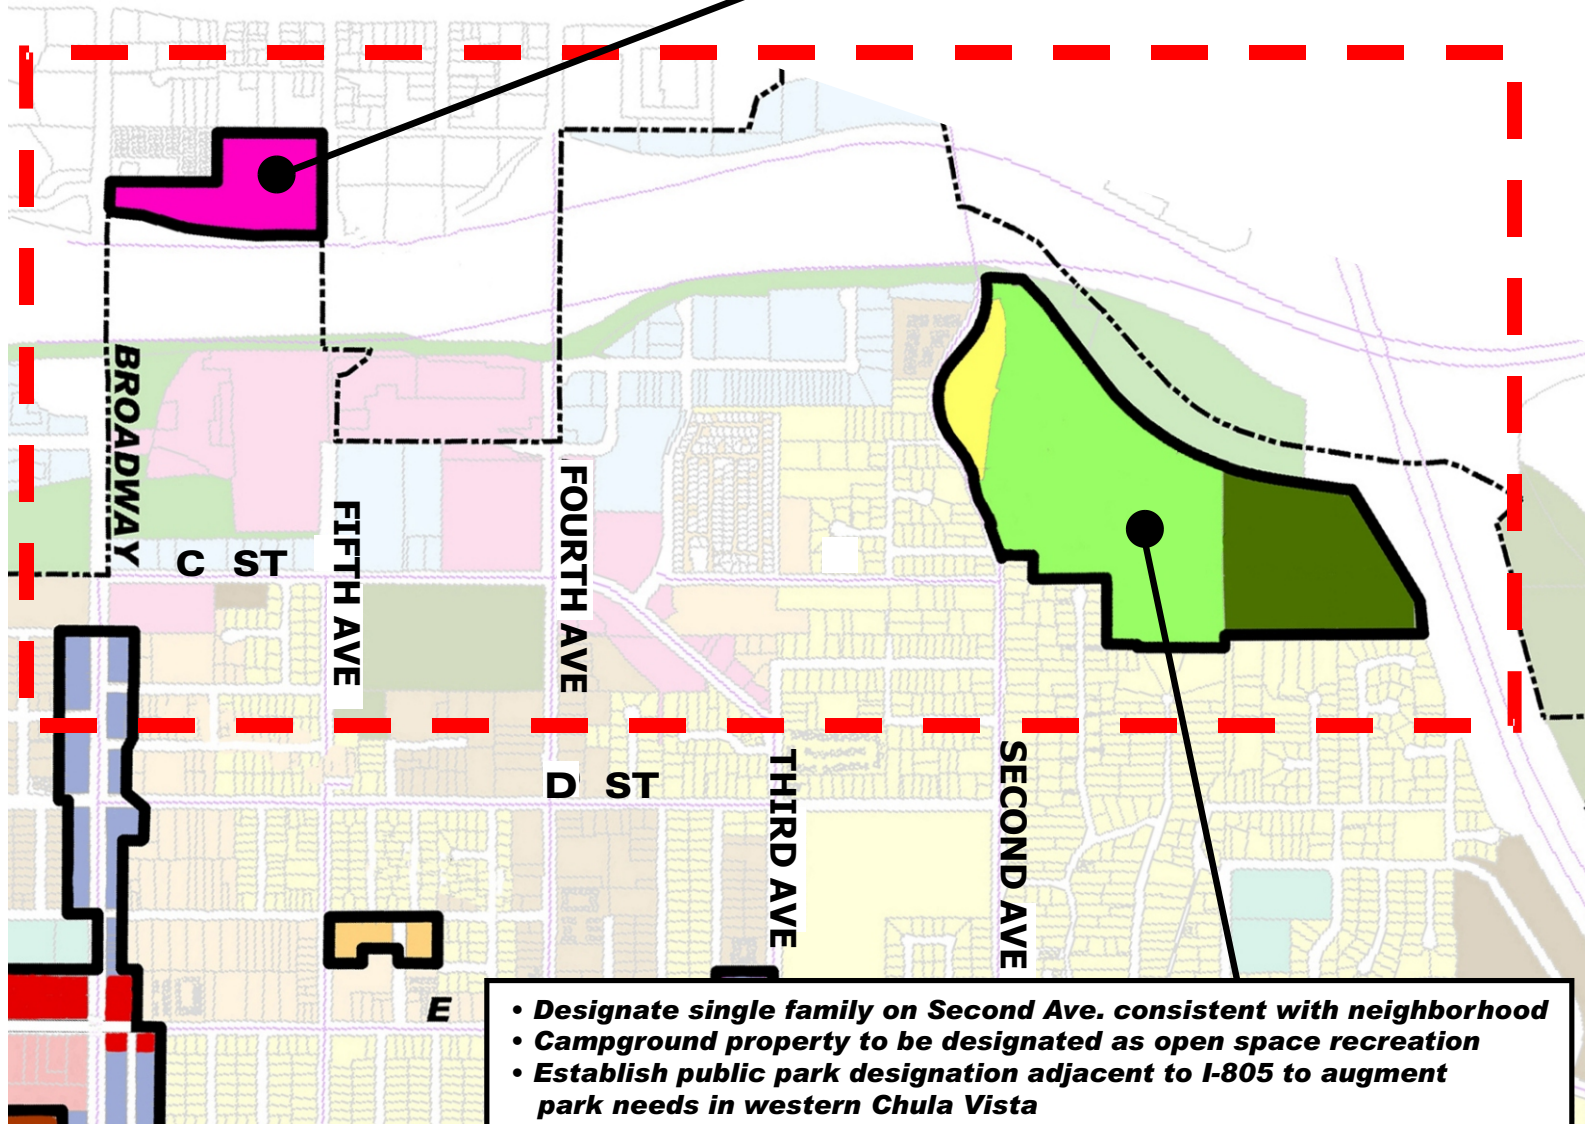 BROADWAY
C ST
FIFTH AVE
FOURTH AVE
D ST
THIRD AVE
SECOND AVE
E
• Designate single family on Second Ave. consistent with neighborhood
• Campground property to be designated as open space recreation
• Establish public park designation adjacent to I-805 to augment
park needs in western Chula Vista